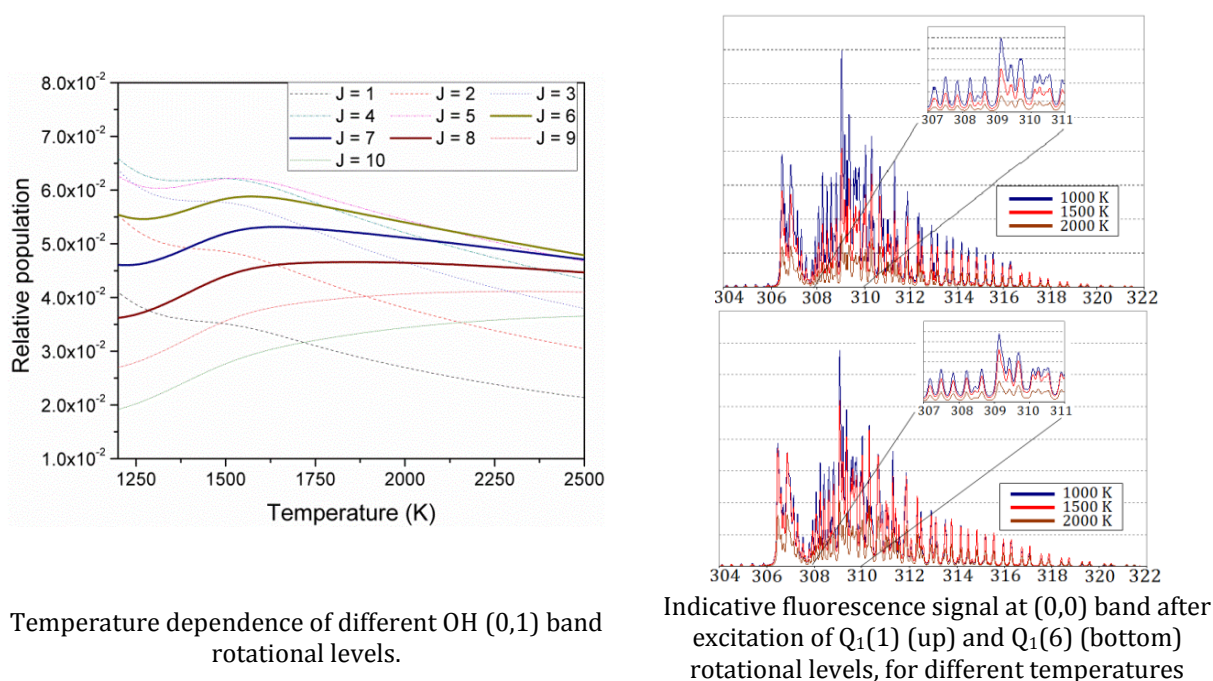 8.0x10⁻²
7.0x10⁻²
6.0x10⁻²
5.0x10⁻²
4.0x10⁻²
3.0x10⁻²
2.0x10⁻²
1.0x10⁻²
Relative population
J = 1 J = 2 J = 3
J = 4 J = 5 J = 6
J = 7 J = 8 J = 9
J = 10
1250 1500 1750 2000 2250 2500
Temperature (K)
Temperature dependence of different OH (0,1) band
rotational levels.
307 308 309 310 311
1000 K
1500 K
2000 K
304 306 308 310 312 314 316 318 320 322
307 308 309 310 311
1000 K
1500 K
2000 K
304 306 308 310 312 314 316 318 320 322
Indicative fluorescence signal at (0,0) band after
excitation of Q₁(1) (up) and Q₁(6) (bottom)
rotational levels, for different temperatures